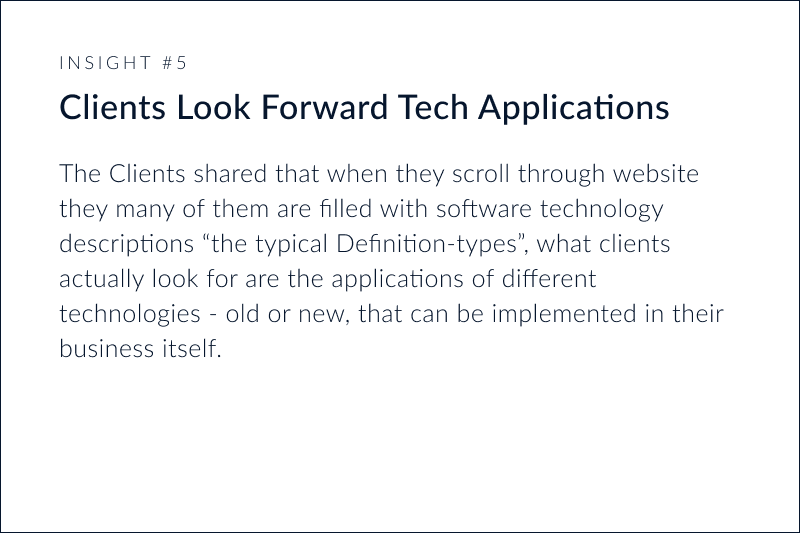 INSIGHT #5
Clients Look Forward Tech Applications
The Clients shared that when they scroll through website
they many of them are filled with software technology
descriptions “the typical Definition-types”, what clients
actually look for are the applications of different
technologies - old or new, that can be implemented in their
business itself.